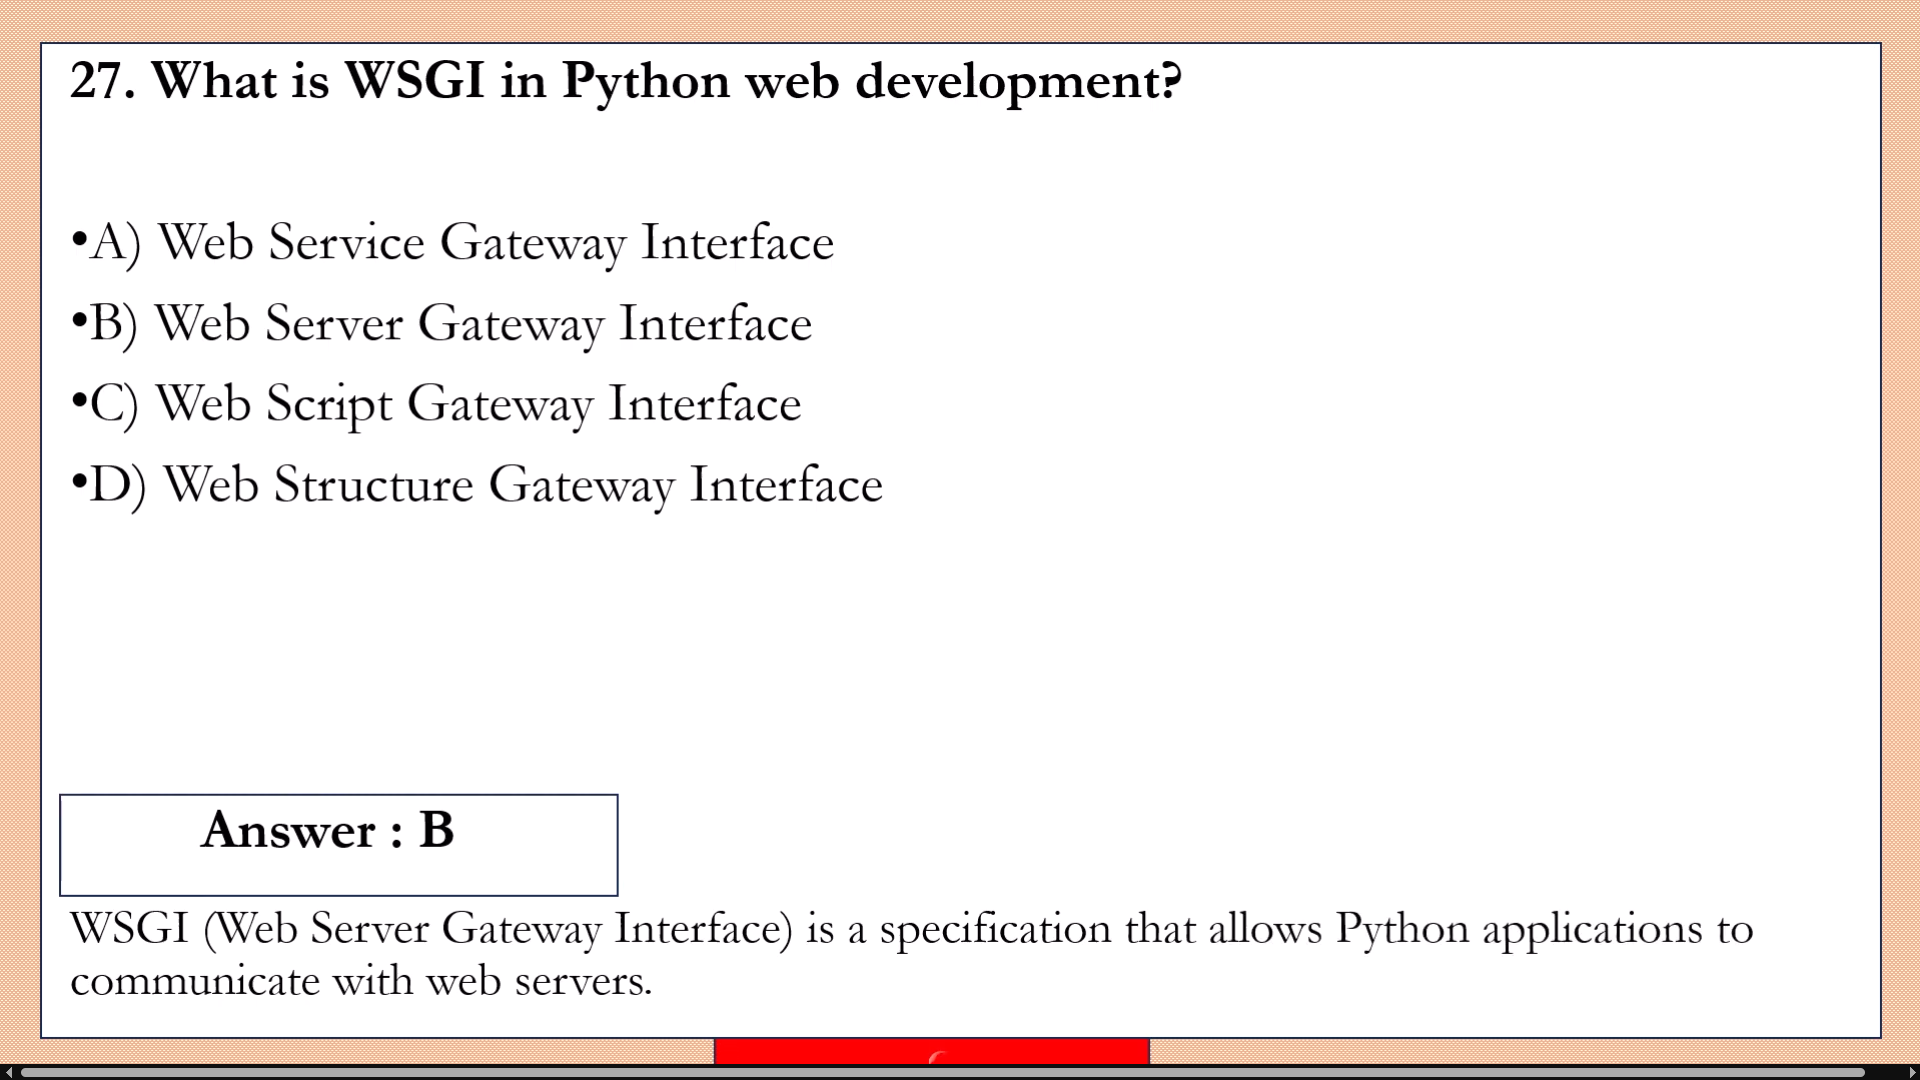 27. What is WSGI in Python web development?
•A) Web Service Gateway Interface
•B) Web Server Gateway Interface
•C) Web Script Gateway Interface
•D) Web Structure Gateway Interface
Answer : B
WSGI (Web Server Gateway Interface) is a specification that allows Python applications to
communicate with web servers.